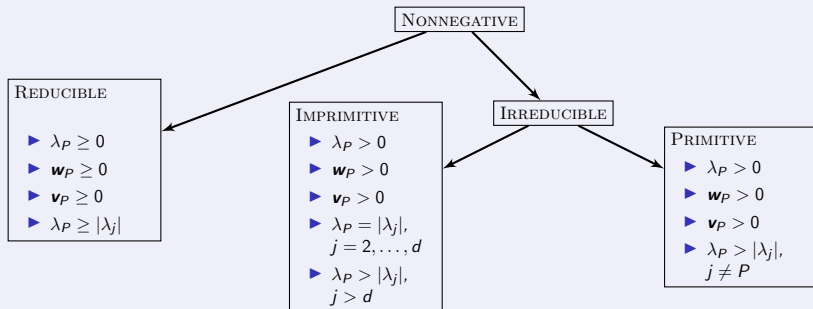 NONNEGATIVE
REDUCIBLE
▶ λ_P ≥ 0
▶ w_P ≥ 0
▶ v_P ≥ 0
▶ λ_P ≥ |λ_j|
IRREDUCIBLE
IMPRIMITIVE
▶ λ_P > 0
▶ w_P > 0
▶ v_P > 0
▶ λ_P = |λ_j|,
j = 2, . . . , d
▶ λ_P > |λ_j|,
j > d
PRIMITIVE
▶ λ_P > 0
▶ w_P > 0
▶ v_P > 0
▶ λ_P > |λ_j|,
j ≠ P